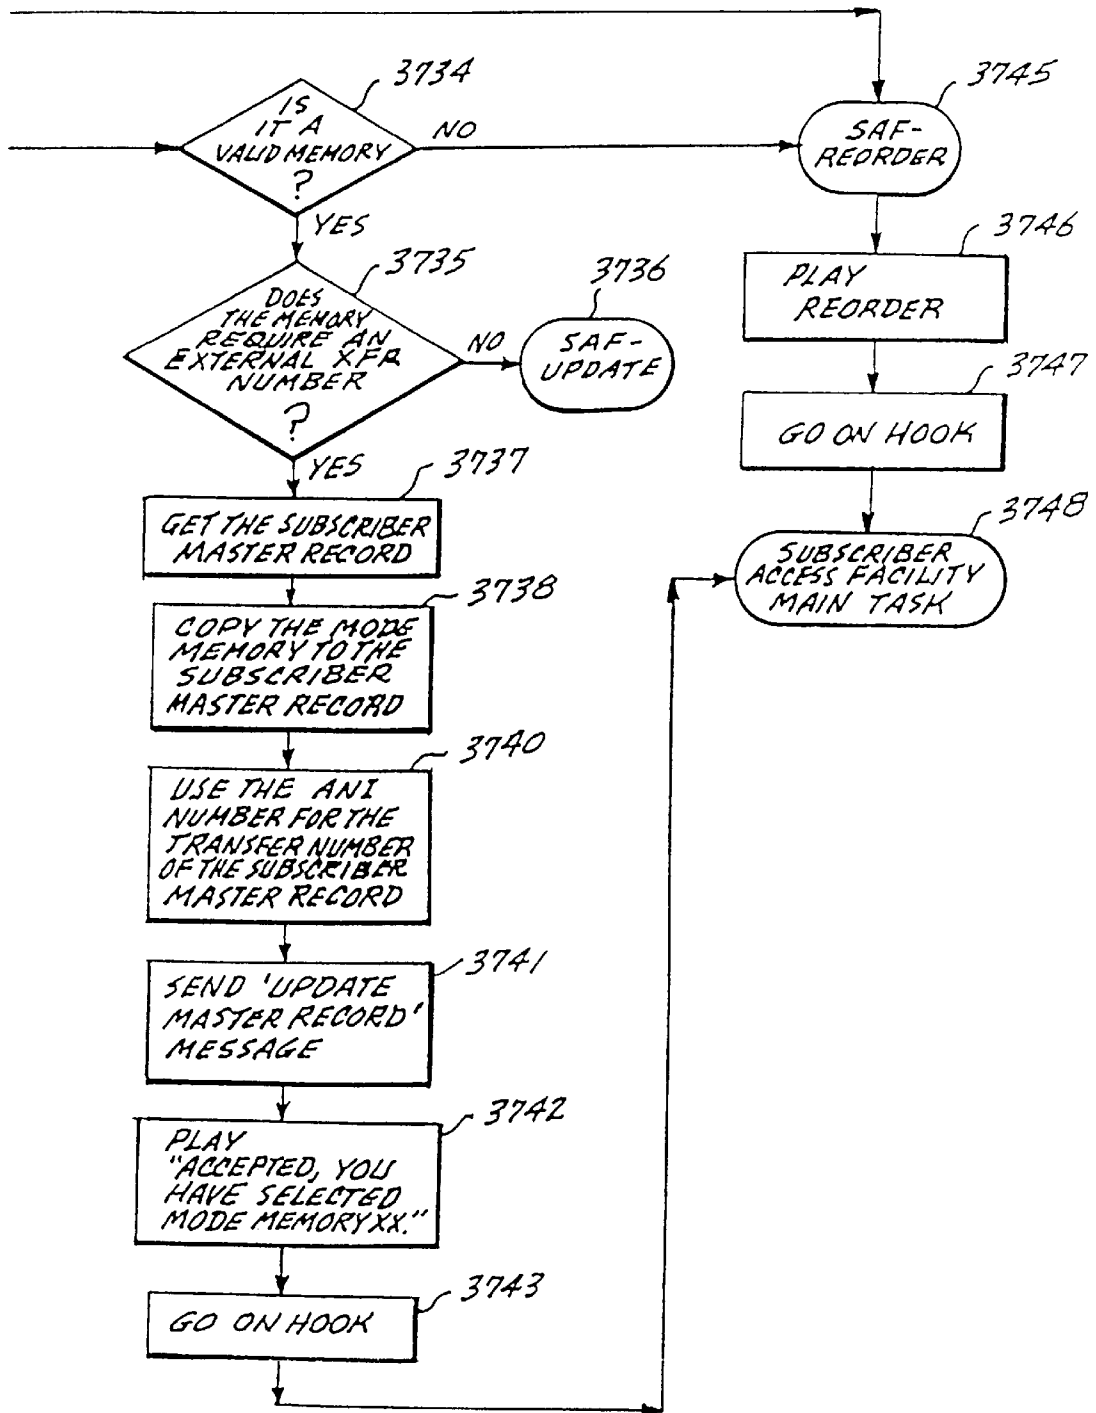 3734
IS
IT A
VALID MEMORY
?
NO
YES
3745
SAF-
REORDER
3735
DOES
THE MEMORY
REQUIRE AN
EXTERNAL XFR
NUMBER
?
NO
YES
3736
SAF-
UPDATE
3746
PLAY
REORDER
3747
GO ON HOOK
3748
SUBSCRIBER
ACCESS FACILITY
MAIN TASK
3737
GET THE SUBSCRIBER
MASTER RECORD
3738
COPY THE MODE
MEMORY TO THE
SUBSCRIBER
MASTER RECORD
3740
USE THE ANI
NUMBER FOR THE
TRANSFER NUMBER
OF THE SUBSCRIBER
MASTER RECORD
3741
SEND 'UPDATE
MASTER RECORD'
MESSAGE
3742
PLAY
"ACCEPTED, YOU
HAVE SELECTED
MODE MEMORY XX."
3743
GO ON HOOK